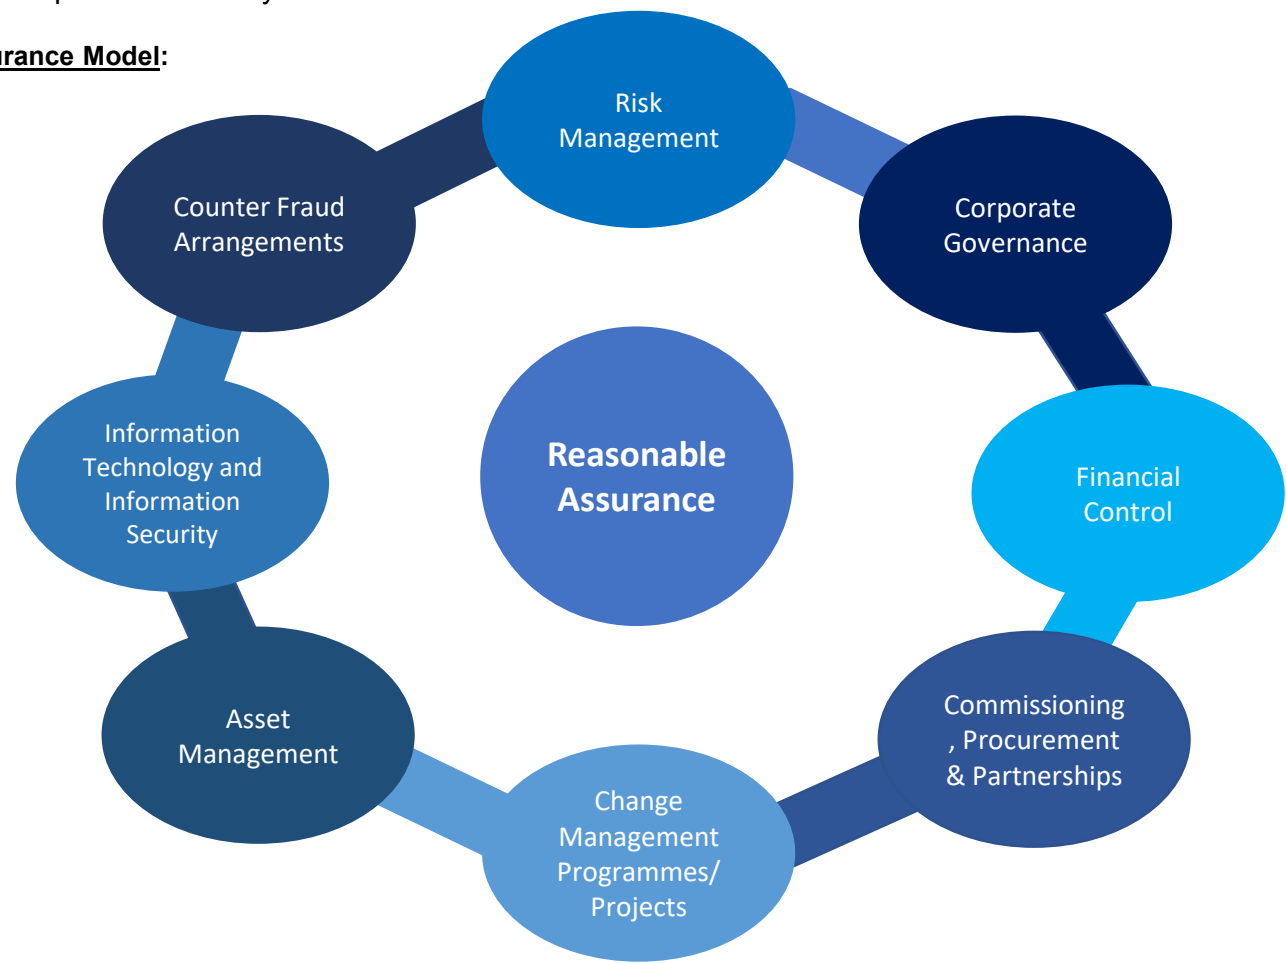 urance Model:
Risk
Management
Counter Fraud
Arrangements
Corporate
Governance
Information
Technology and
Information
Security
Reasonable
Assurance
Financial
Control
Asset
Management
Commissioning
, Procurement
& Partnerships
Change
Management
Programmes/
Projects